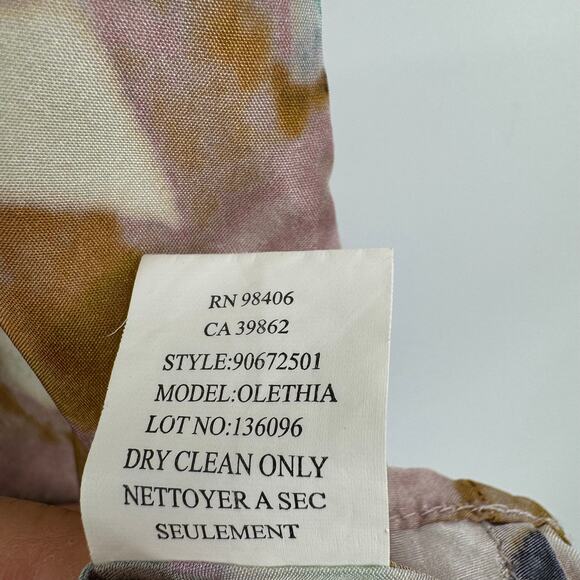 RN 98406
CA 39862
STYLE:90672501
MODEL:OLETHIA
LOT NO:136096
DRY CLEAN ONLY
NETTOYER A SEC
SEULEMENT